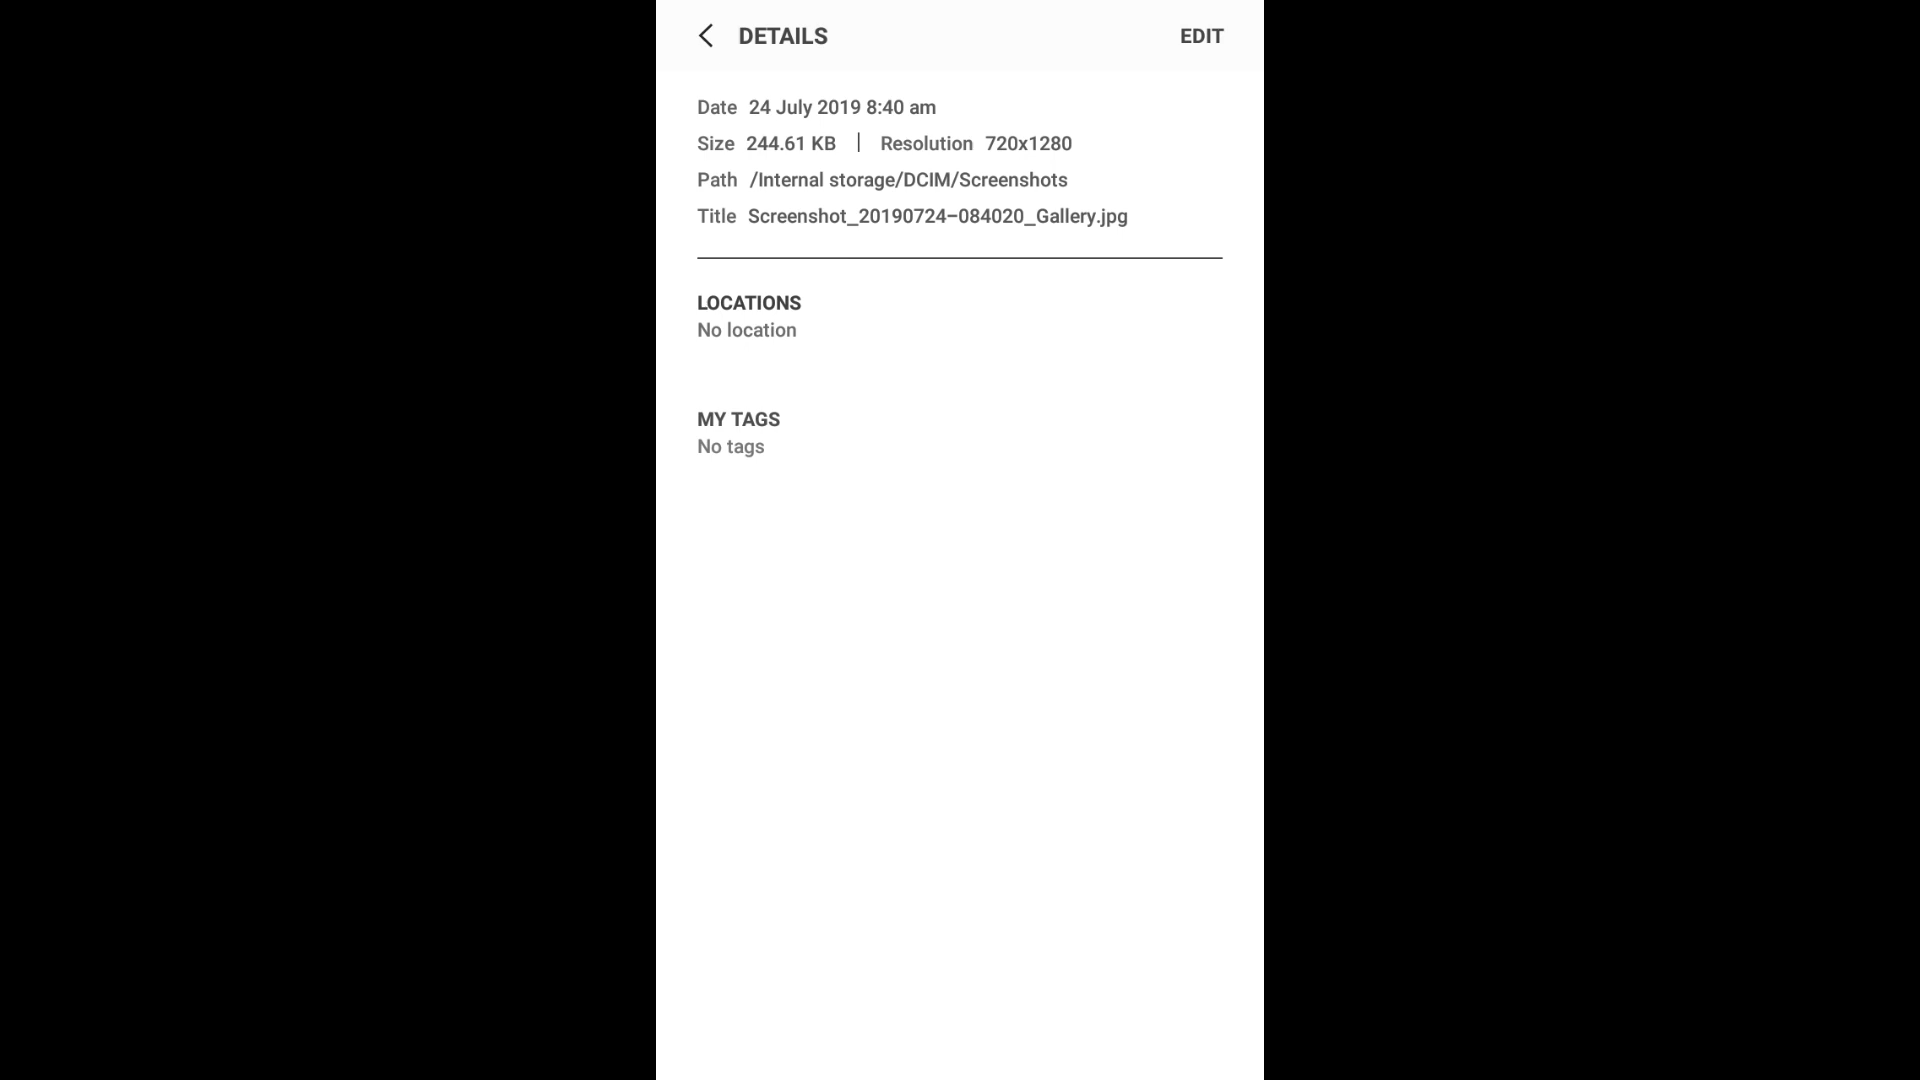 DETAILS EDIT
Date 24 July 2019 8:40 am
Size 244.61 KB | Resolution 720x1280
Path /Internal storage/DCIM/Screenshots
Title Screenshot_20190724-084020_Gallery.jpg
LOCATIONS
No location
MY TAGS
No tags